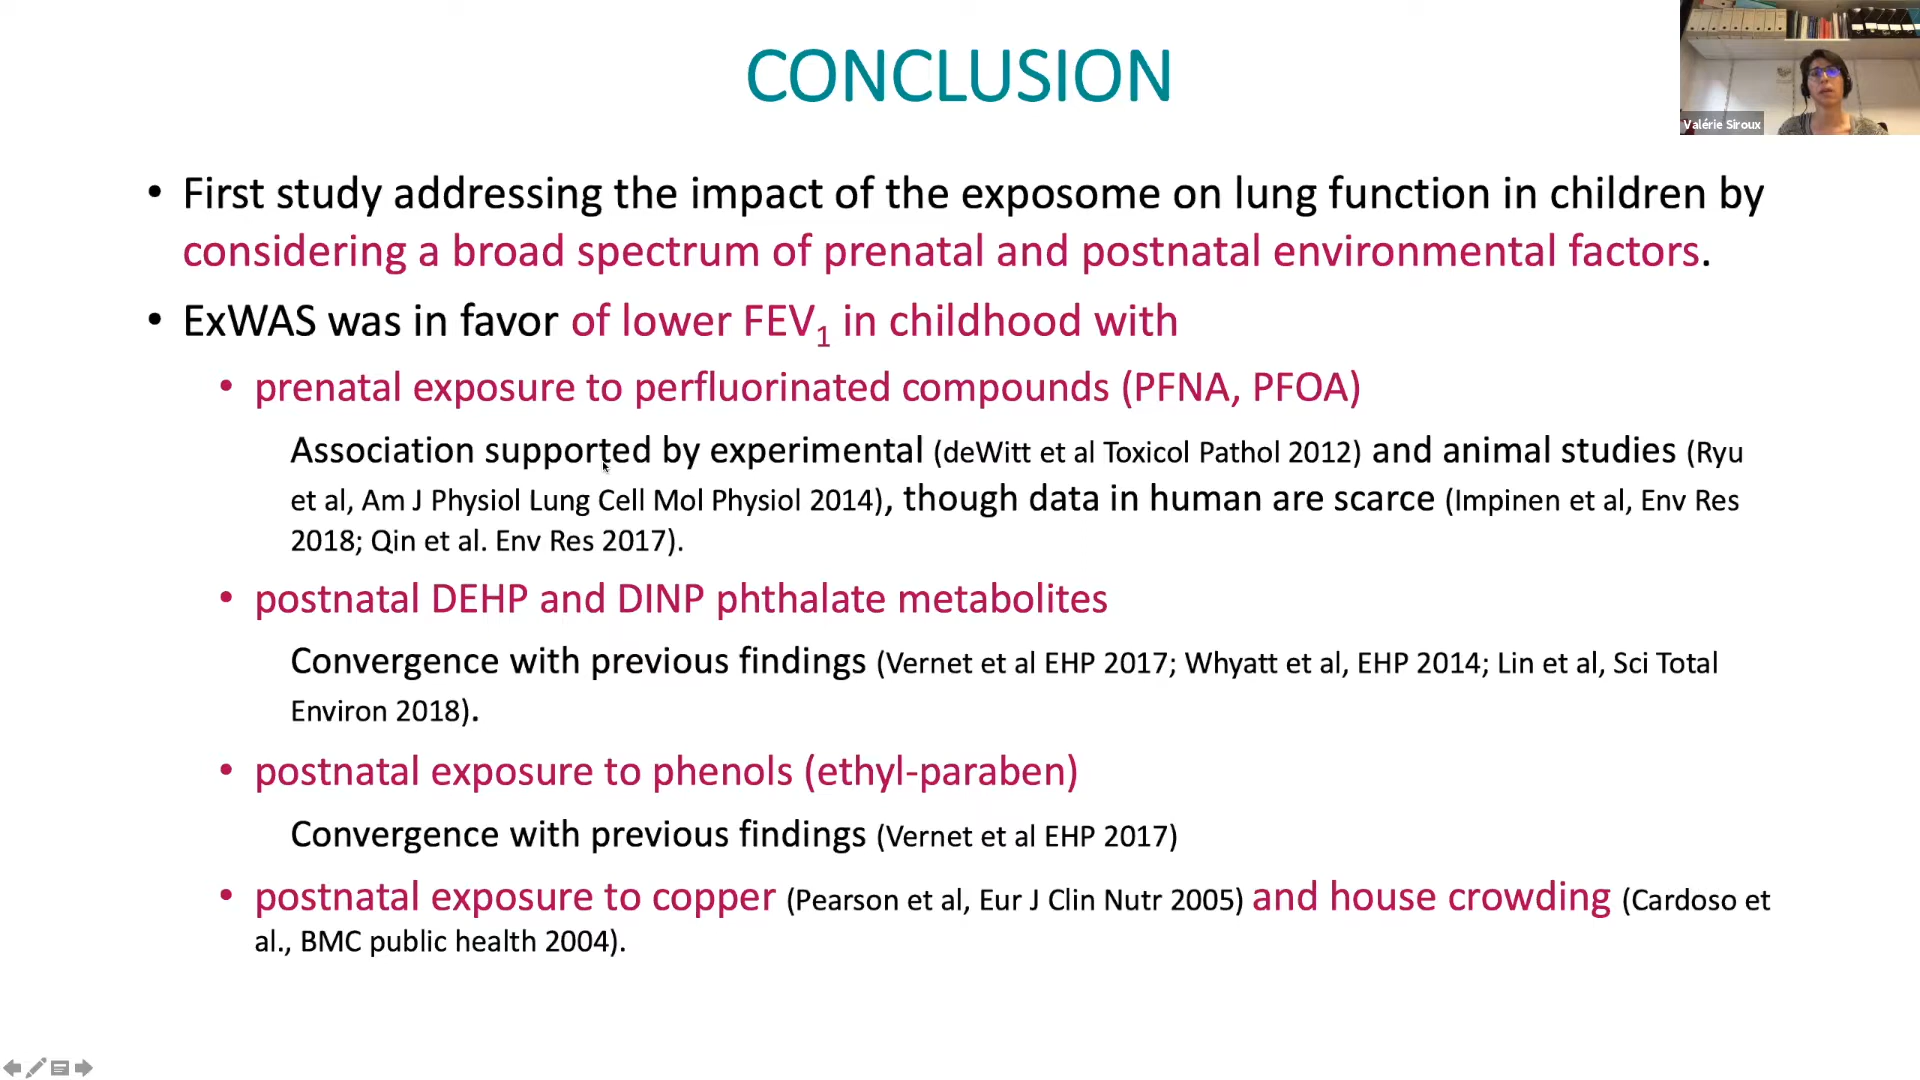 CONCLUSION
Valérie Siroux
• First study addressing the impact of the exposome on lung function in children by
considering a broad spectrum of prenatal and postnatal environmental factors.
• ExWAS was in favor of lower FEV1 in childhood with
• prenatal exposure to perfluorinated compounds (PFNA, PFOA)
Association supported by experimental (deWitt et al Toxicol Pathol 2012) and animal studies (Ryu
et al, Am J Physiol Lung Cell Mol Physiol 2014), though data in human are scarce (Impinen et al, Env Res
2018; Qin et al. Env Res 2017).
• postnatal DEHP and DINP phthalate metabolites
Convergence with previous findings (Vernet et al EHP 2017; Whyatt et al, EHP 2014; Lin et al, Sci Total
Environ 2018).
• postnatal exposure to phenols (ethyl-paraben)
Convergence with previous findings (Vernet et al EHP 2017)
• postnatal exposure to copper (Pearson et al, Eur J Clin Nutr 2005) and house crowding (Cardoso et
al., BMC public health 2004).